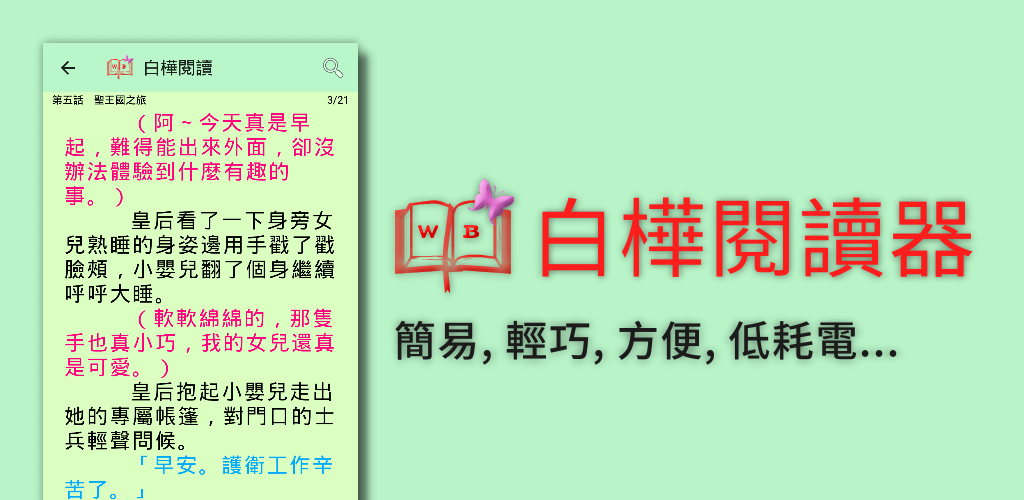 白樺閱讀
第五話 聖王國之旅 3/21
（阿～今天真是早
起，難得能出來外面，卻沒
辦法體驗到什麼有趣的
事。）
皇后看了一下身旁女
兒熟睡的身姿邊用手戳了戳
臉頰，小嬰兒翻了個身繼續
呼呼大睡。
（軟軟綿綿的，那隻
手也真小巧，我的女兒還真
是可愛。）
皇后抱起小嬰兒走出
她的專屬帳篷，對門口的士
兵輕聲問候。
「早安。護衛工作辛
苦了。」
W B
白樺閱讀器
簡易, 輕巧, 方便, 低耗電...